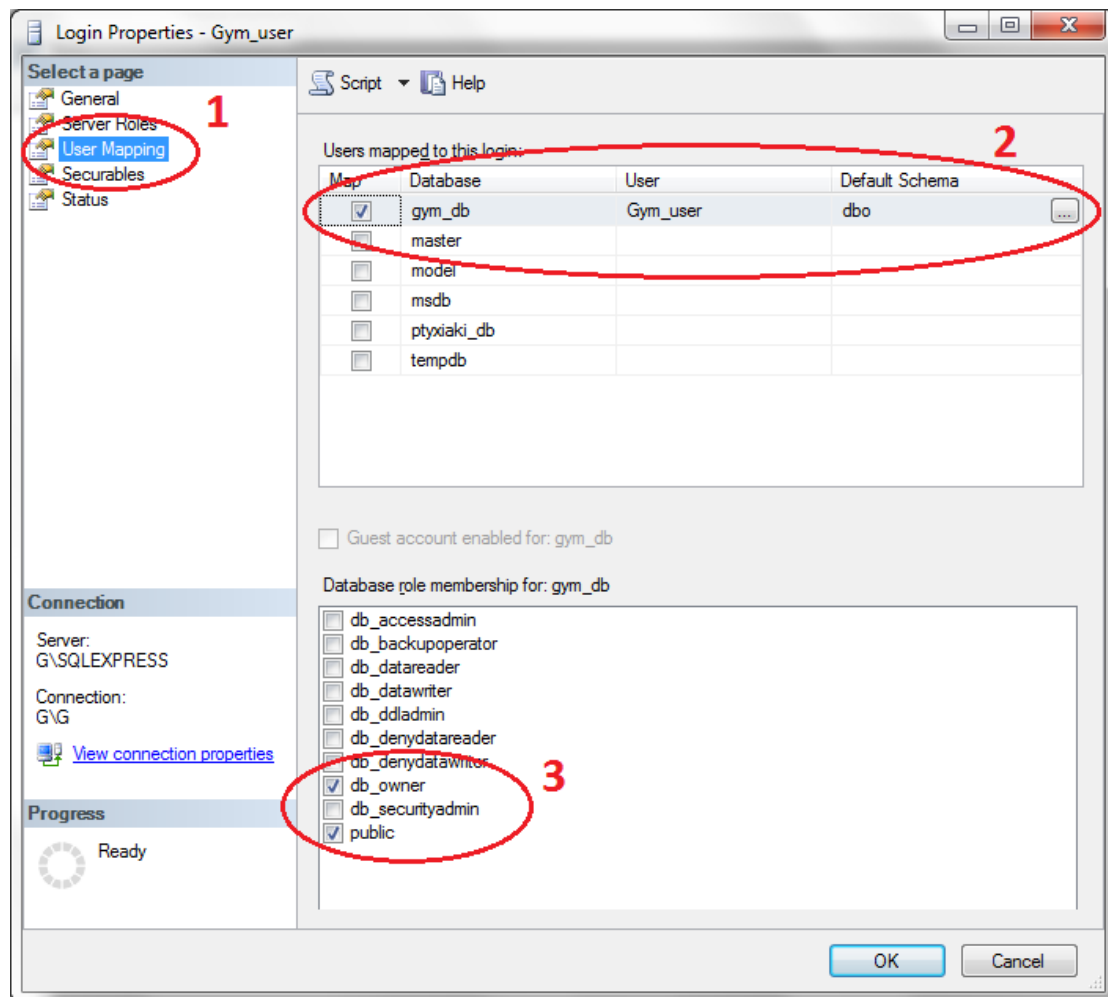 Login Properties - Gym_user
Select a page
General
Server Roles
User Mapping
Securables
Status
1
Script
Help
Users mapped to this login:
2
Map Database User Default Schema
gym_db Gym_user dbo ...
master
model
msdb
ptyxiaki_db
tempdb
Guest account enabled for: gym_db
Database role membership for: gym_db
db_accessadmin
db_backupoperator
db_datareader
db_datawriter
db_ddladmin
db_denydatareader
db_denydatawriter
db_owner
db_securityadmin
public
3
Connection
Server:
G\SQLEXPRESS
Connection:
G\G
View connection properties
Progress
Ready
OK
Cancel